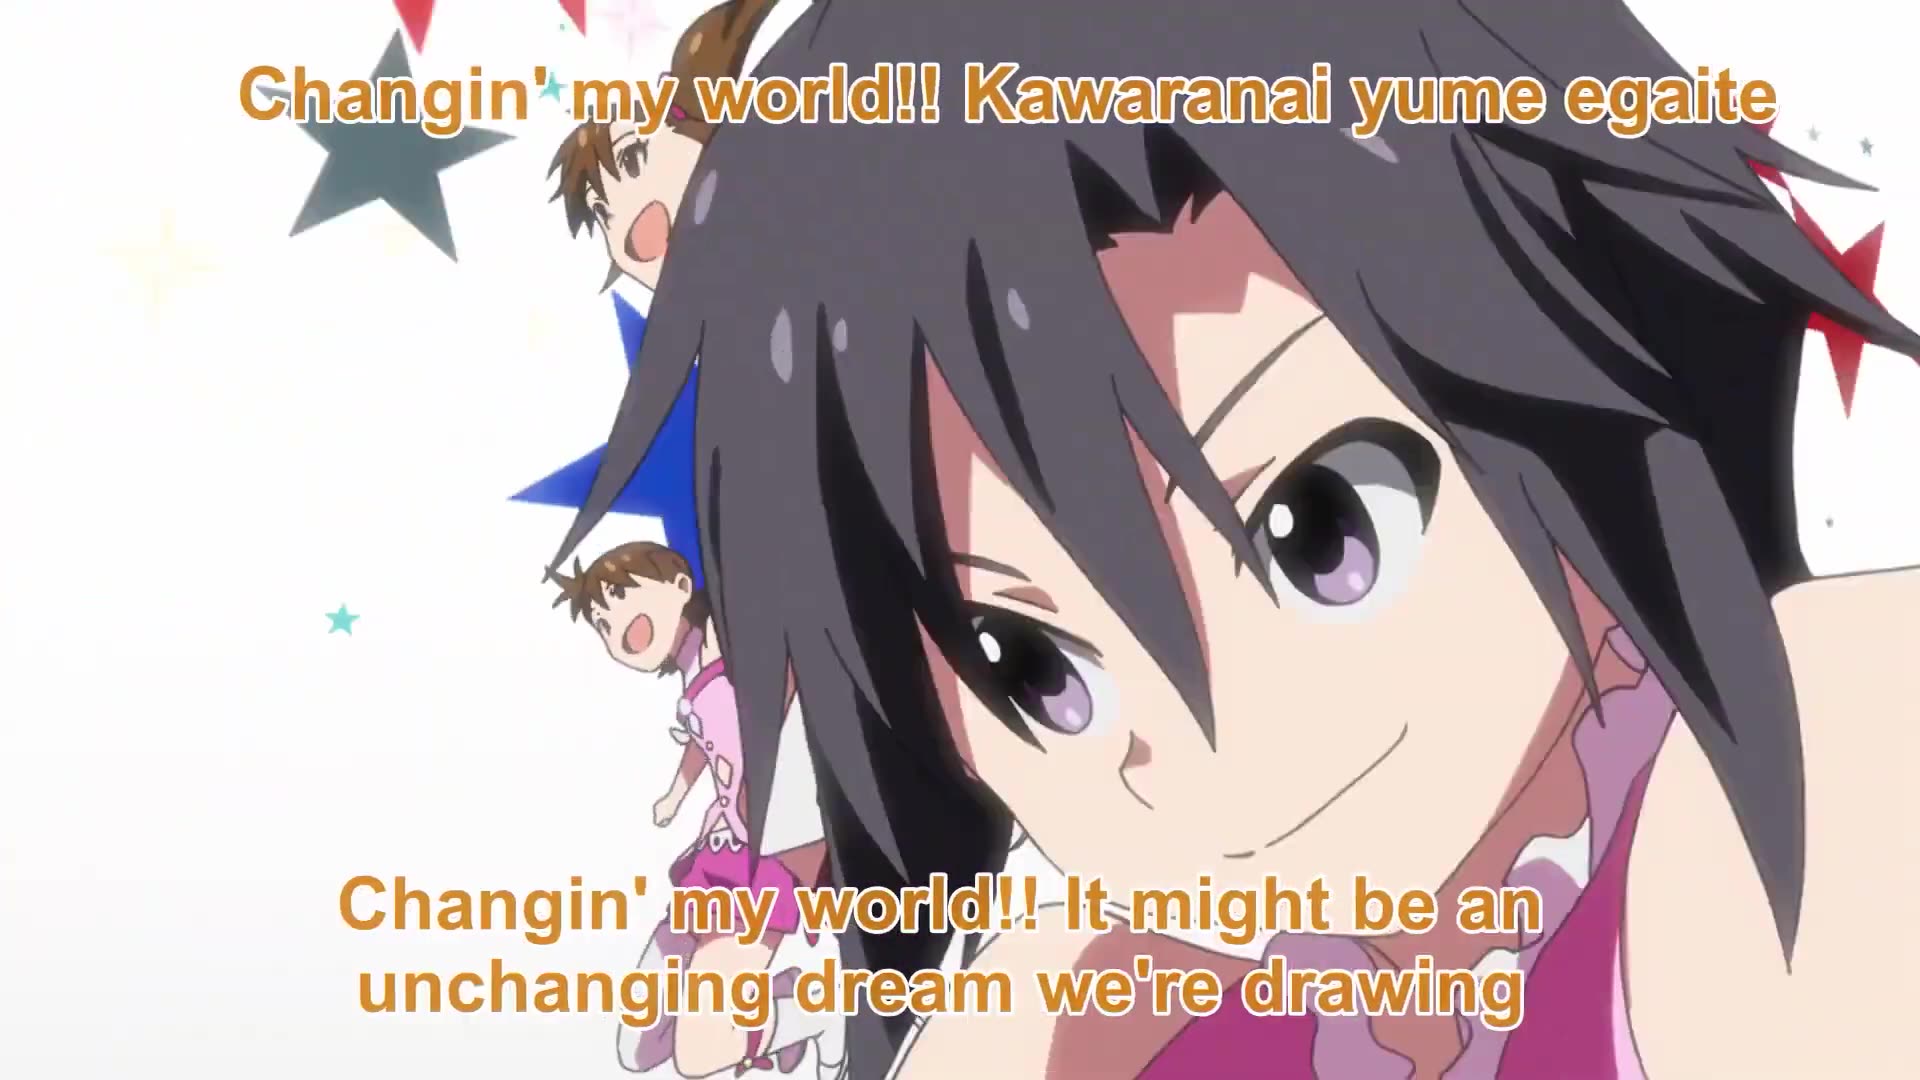 Changin' my world!! Kawaranai yume egaite
Changin' my world!! It might be an
unchanging dream we're drawing